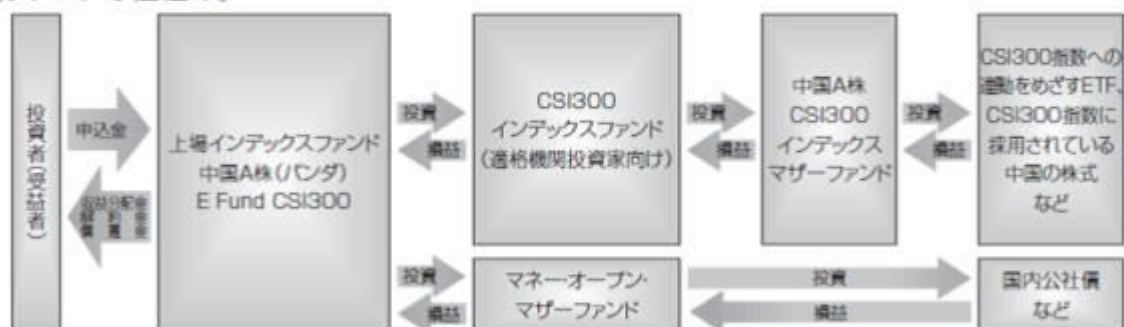 投資者(受益者)
申込金
収益分配金
解約金
償還金
上場インデックスファンド
中国A株(パンダ)
E Fund CSI300
投資
損益
CSI300
インデックスファンド
(適格機関投資家向け)
投資
損益
中国A株
CSI300
インデックス
マザーファンド
投資
損益
CSI300指数への
連動をめざすETF、
CSI300指数に
採用されている
中国の株式
など
投資
損益
マネー・オープン・
マザーファンド
投資
損益
国内公社債
など